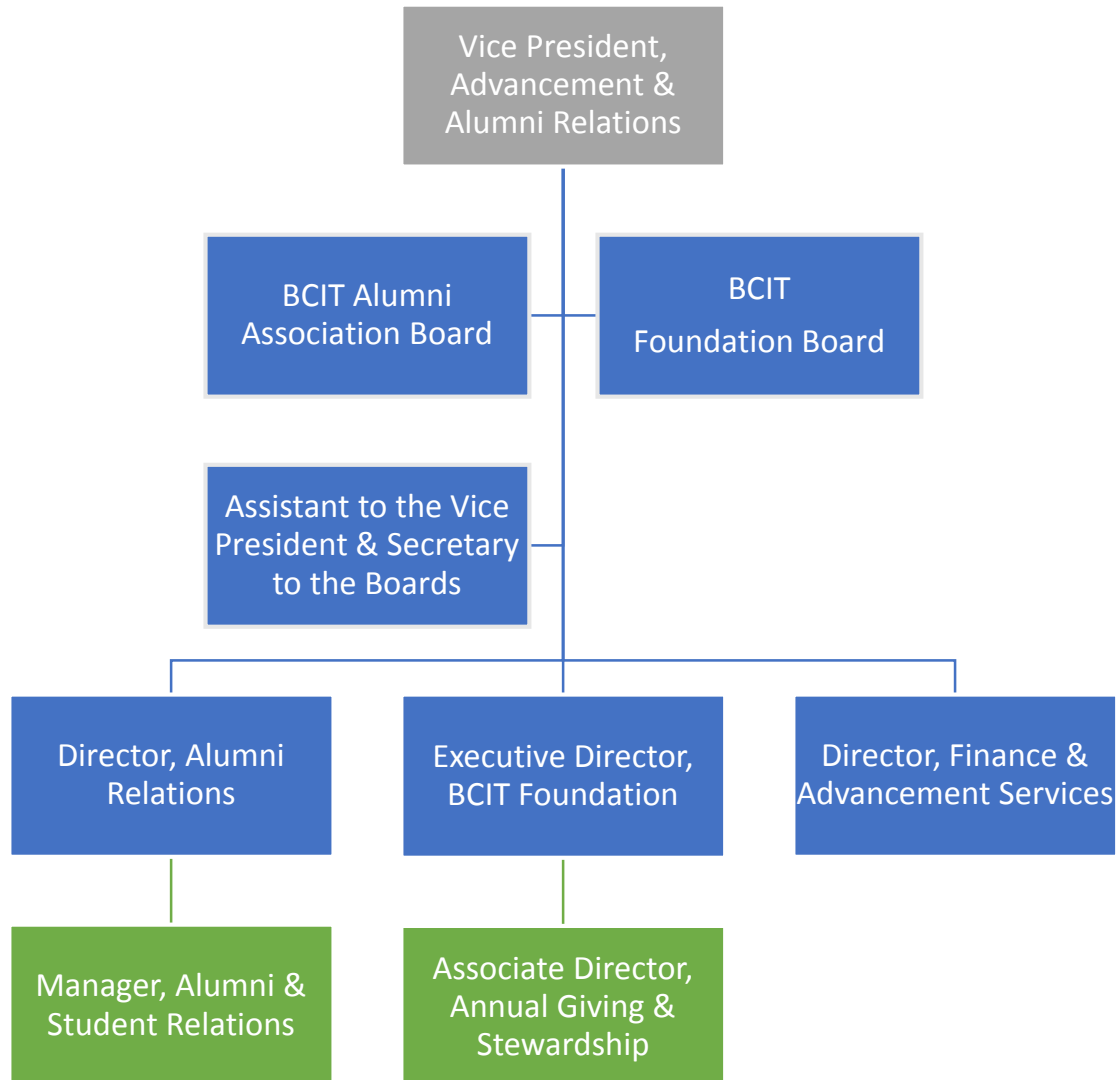 Vice President,
Advancement &
Alumni Relations
BCIT Alumni
Association Board
BCIT
Foundation Board
Assistant to the Vice
President & Secretary
to the Boards
Director, Alumni
Relations
Executive Director,
BCIT Foundation
Director, Finance &
Advancement Services
Manager, Alumni &
Student Relations
Associate Director,
Annual Giving &
Stewardship